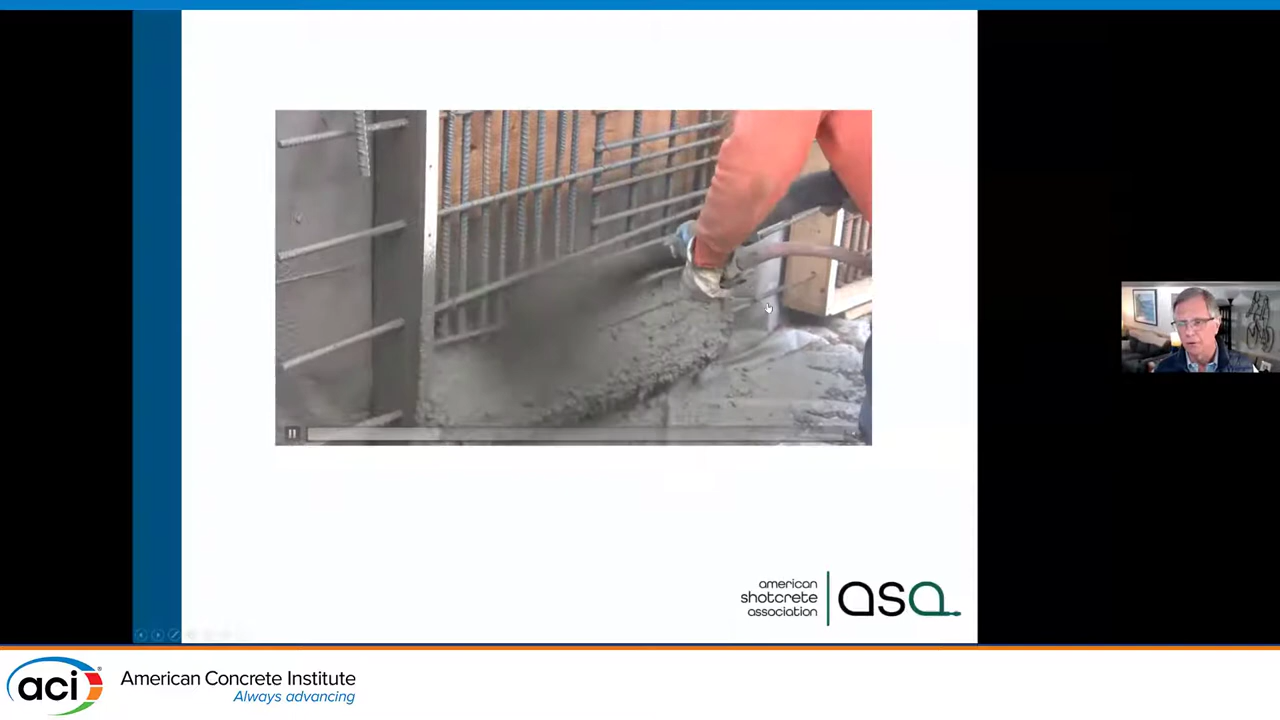 american
shotcrete
association
asa
aci
®
American Concrete Institute
Always advancing